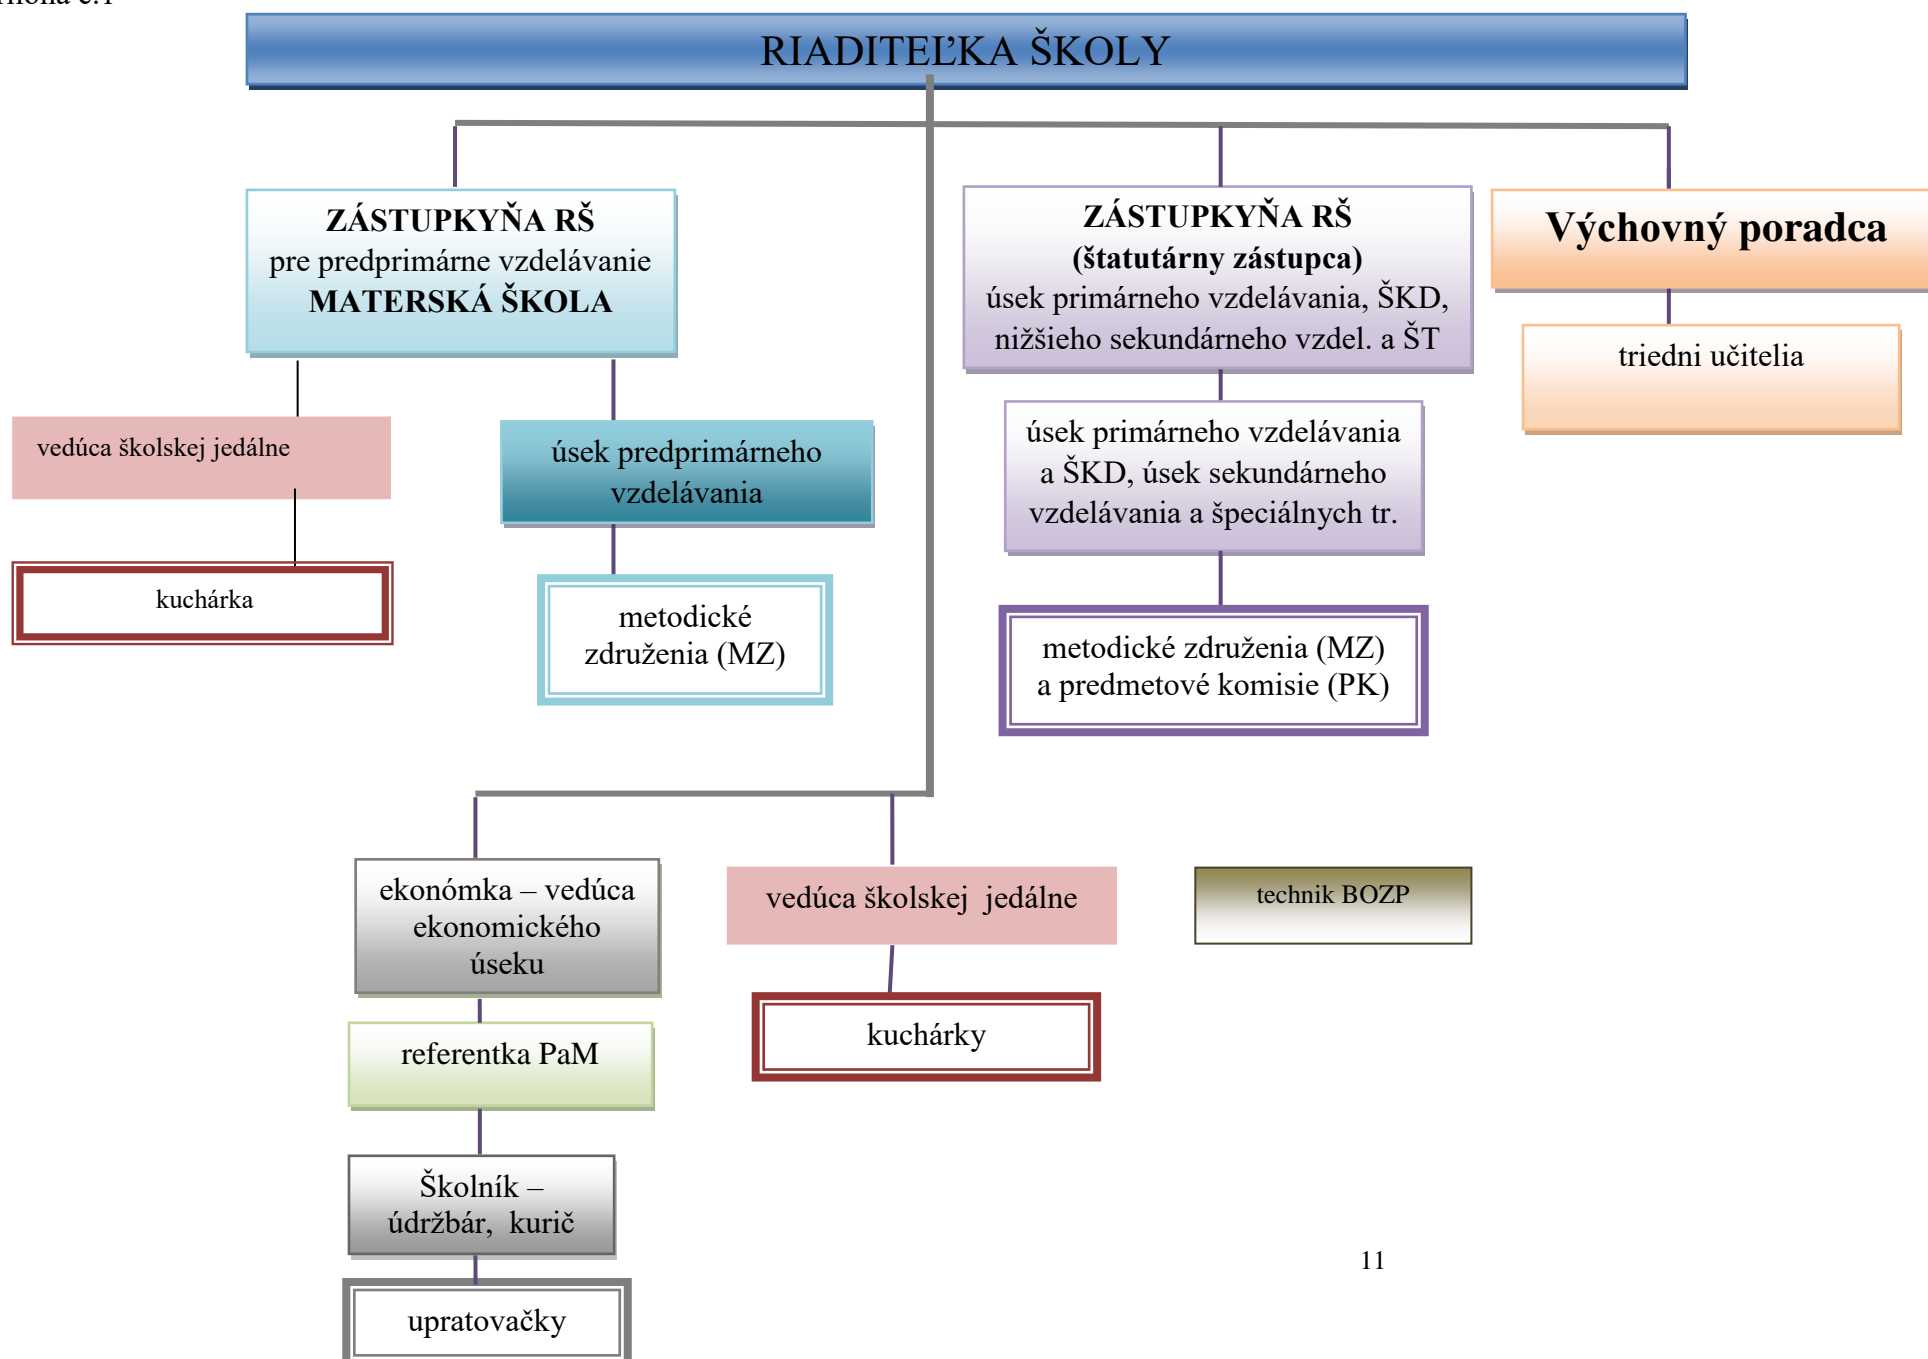 č.1
RIADITEĽKA ŠKOLY
ZÁSTUPKYŇA RŠ
pre predprimárne vzdelávanie
MATERSKÁ ŠKOLA
ZÁSTUPKYŇA RŠ
(štatutárny zástupca)
úsek primárneho vzdelávania, ŠKD,
nižšieho sekundárneho vzdel. a ŠT
Výchovný poradca
triedni učitelia
vedúca školskej jedálne
úsek predprimárneho
vzdelávania
úsek primárneho vzdelávania
a ŠKD, úsek sekundárneho
vzdelávania a špeciálnych tr.
kuchárka
metodické
združenia (MZ)
metodické združenia (MZ)
a predmetové komisie (PK)
ekonómka – vedúca
ekonomického
úseku
vedúca školskej  jedálne
technik BOZP
kuchárky
referentka PaM
Školník –
údržbár,  kurič
11
upratovačky